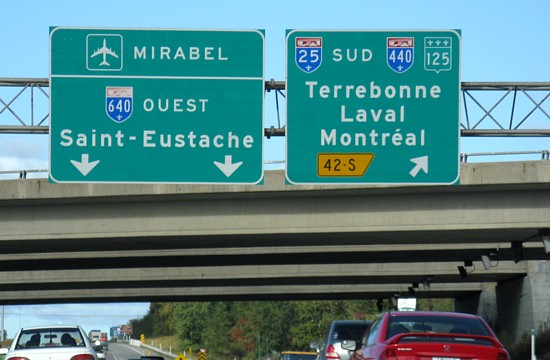 MIRABEL
640 OUEST
Saint-Eustache
25 SUD 440 125
Terrebonne
Laval
Montréal
42-S